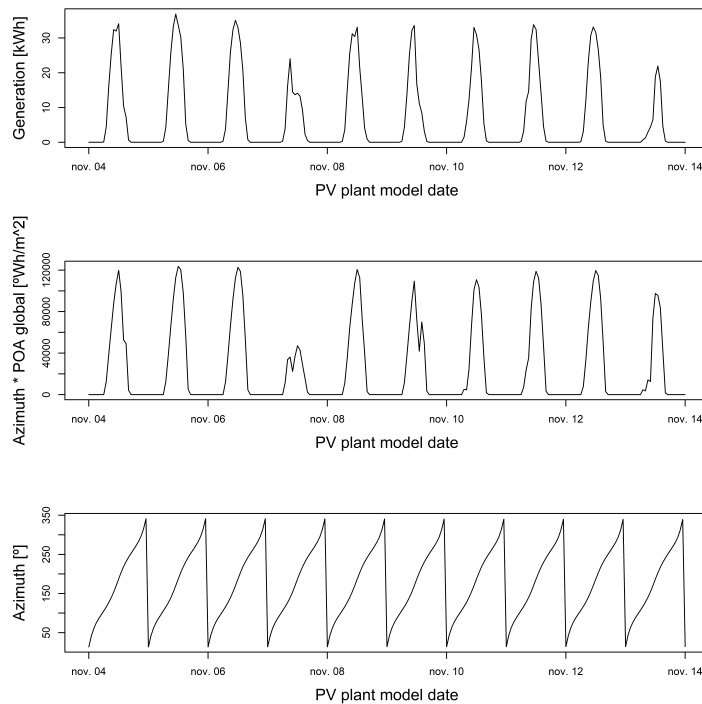 Generation [kWh]
30
20
10
0
nov. 04
nov. 06
nov. 08
nov. 10
nov. 12
nov. 14
PV plant model date
Azimuth * POA global [ºWh/m^2]
120000
80000
40000
0
nov. 04
nov. 06
nov. 08
nov. 10
nov. 12
nov. 14
PV plant model date
Azimuth [º]
350
250
150
50
nov. 04
nov. 06
nov. 08
nov. 10
nov. 12
nov. 14
PV plant model date